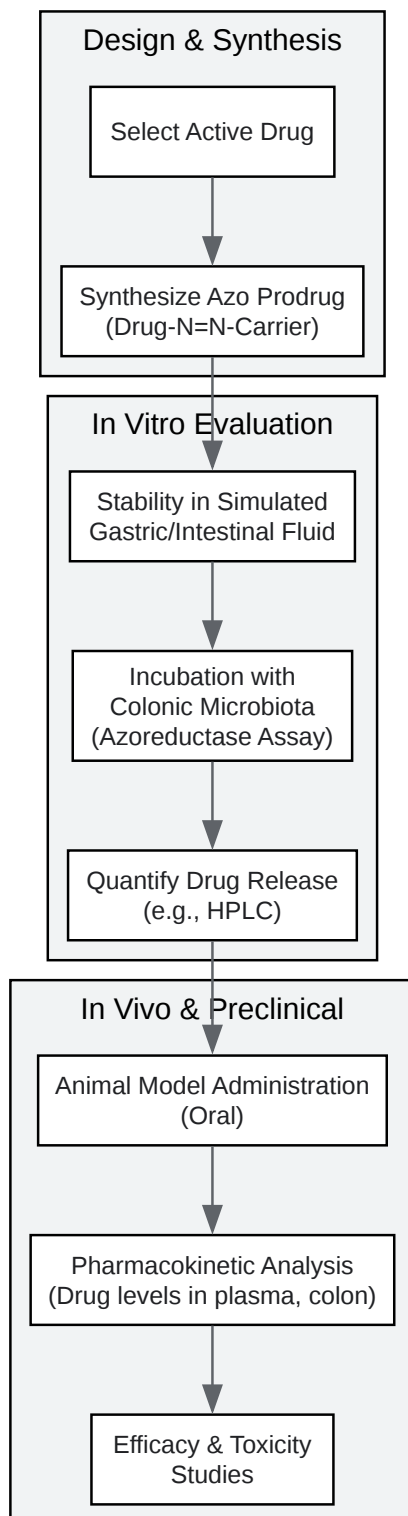 Design & Synthesis
Select Active Drug
Synthesize Azo Prodrug
(Drug-N=N-Carrier)
In Vitro Evaluation
Stability in Simulated
Gastric/Intestinal Fluid
Incubation with
Colonic Microbiota
(Azoreductase Assay)
Quantify Drug Release
(e.g., HPLC)
In Vivo & Preclinical
Animal Model Administration
(Oral)
Pharmacokinetic Analysis
(Drug levels in plasma, colon)
Efficacy & Toxicity
Studies